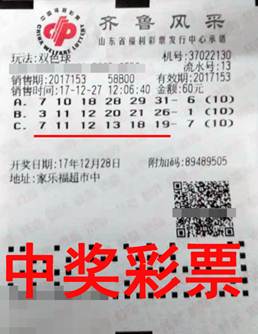 中国福利彩票
CHINA WELFARE LOTTERY
齐鲁风采
山东省福利彩票发行中心承销
玩法:双色球 机号:37022130
流水号:13
销售期:2017153 58B00 有效期:2017153
销售时间:17-12-27 12:06:40 金额:60元
A. 7 10 18 28 29 31- 6 (10)
B. 3 11 12 20 21 26- 1 (10)
C. 7 11 12 13 18 19- 7 (10)
开奖日期:17年12月28日 附加码:89489505
地址:家乐福超市中
中奖彩票